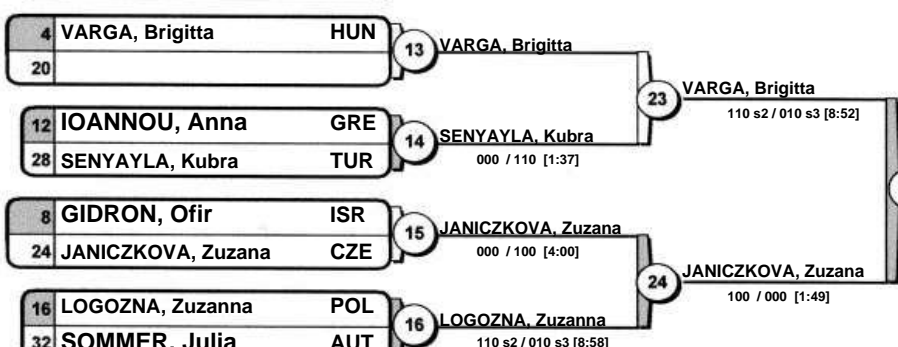 4 VARGA, Brigitta HUN
20
13 VARGA, Brigitta
12 IOANNOU, Anna GRE
28 SENYAYLA, Kubra TUR
14 SENYAYLA, Kubra
000 / 110 [1:37]
23 VARGA, Brigitta
110 s2 / 010 s3 [8:52]
8 GIDRON, Ofir ISR
24 JANICZKOVA, Zuzana CZE
15 JANICZKOVA, Zuzana
000 / 100 [4:00]
16 LOGOZNA, Zuzanna POL
32 SOMMER, Julia AUT
16 LOGOZNA, Zuzanna
110 s2 / 010 s3 [8:58]
24 JANICZKOVA, Zuzana
100 / 000 [1:49]